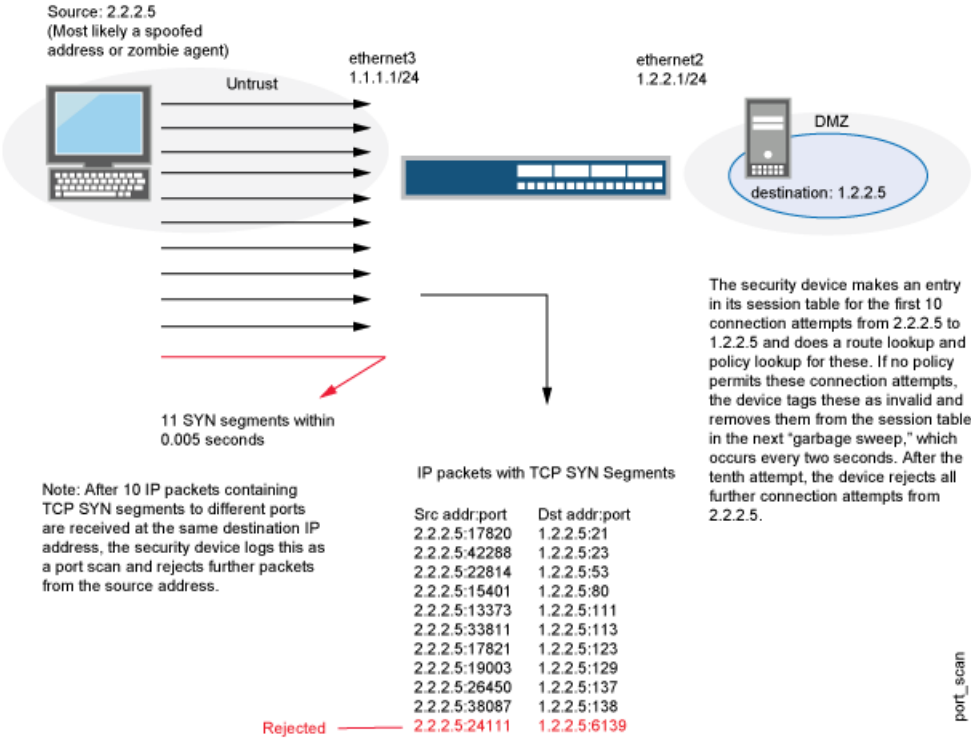 Source: 2.2.2.5
(Most likely a spoofed
address or zombie agent)
Untrust
ethernet3
1.1.1.1/24
ethernet2
1.2.2.1/24
DMZ
destination: 1.2.2.5
11 SYN segments within
0.005 seconds
Note: After 10 IP packets containing
TCP SYN segments to different ports
are received at the same destination IP
address, the security device logs this as
a port scan and rejects further packets
from the source address.
The security device makes an entry
in its session table for the first 10
connection attempts from 2.2.2.5 to
1.2.2.5 and does a route lookup and
policy lookup for these. If no policy
permits these connection attempts,
the device tags these as invalid and
removes them from the session table
in the next “garbage sweep,” which
occurs every two seconds. After the
tenth attempt, the device rejects all
further connection attempts from
2.2.2.5.
IP packets with TCP SYN Segments
Src addr:port Dst addr:port
2.2.2.5:17820 1.2.2.5:21
2.2.2.5:42288 1.2.2.5:23
2.2.2.5:22814 1.2.2.5:53
2.2.2.5:15401 1.2.2.5:80
2.2.2.5:13373 1.2.2.5:111
2.2.2.5:33811 1.2.2.5:113
2.2.2.5:17821 1.2.2.5:123
2.2.2.5:19003 1.2.2.5:129
2.2.2.5:26450 1.2.2.5:137
2.2.2.5:38087 1.2.2.5:138
Rejected 2.2.2.5:24111 1.2.2.5:6139
port_scan